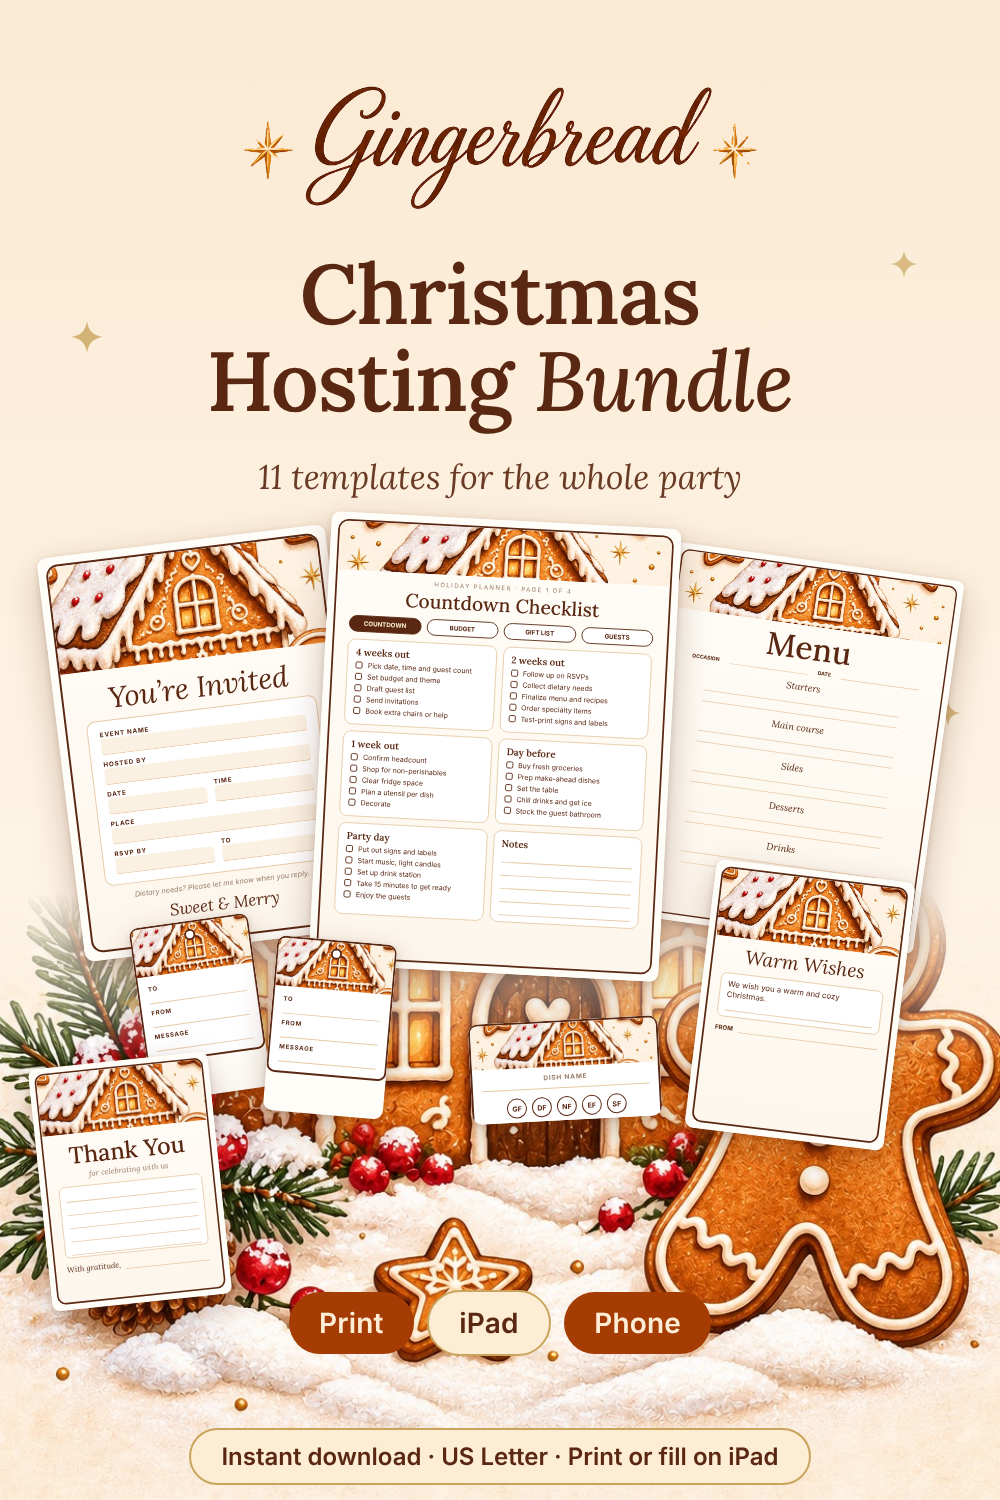 Gingerbread
Christmas
Hosting Bundle
11 templates for the whole party
You're Invited
EVENT NAME
HOSTED BY
DATE
TIME
PLACE
RSVP BY
TO
Dietary needs? Please let me know when you reply.
Sweet & Merry
HOLIDAY PLANNER · PAGE 1 OF 4
Countdown Checklist
COUNTDOWN
BUDGET
GIFT LIST
GUESTS
4 weeks out
Pick date, time and guest count
Set budget and theme
Draft guest list
Send invitations
Book extra chairs or help
2 weeks out
Follow up on RSVPs
Collect dietary needs
Finalize menu and recipes
Order specialty items
Test-print signs and labels
1 week out
Confirm headcount
Shop for non-perishables
Clear fridge space
Plan a utensil per dish
Decorate
Day before
Buy fresh groceries
Prep make-ahead dishes
Set the table
Chill drinks and get ice
Stock the guest bathroom
Party day
Put out signs and labels
Start music, light candles
Set up drink station
Take 15 minutes to get ready
Enjoy the guests
Notes
Menu
OCCASION
DATE
Starters
Main course
Sides
Desserts
Drinks
TO
FROM
MESSAGE
TO
FROM
MESSAGE
DISH NAME
GF DF NF EF SF
Warm Wishes
We wish you a warm and cozy
Christmas.
FROM
Thank You
for celebrating with us
With gratitude,
Print
iPad
Phone
Instant download · US Letter · Print or fill on iPad